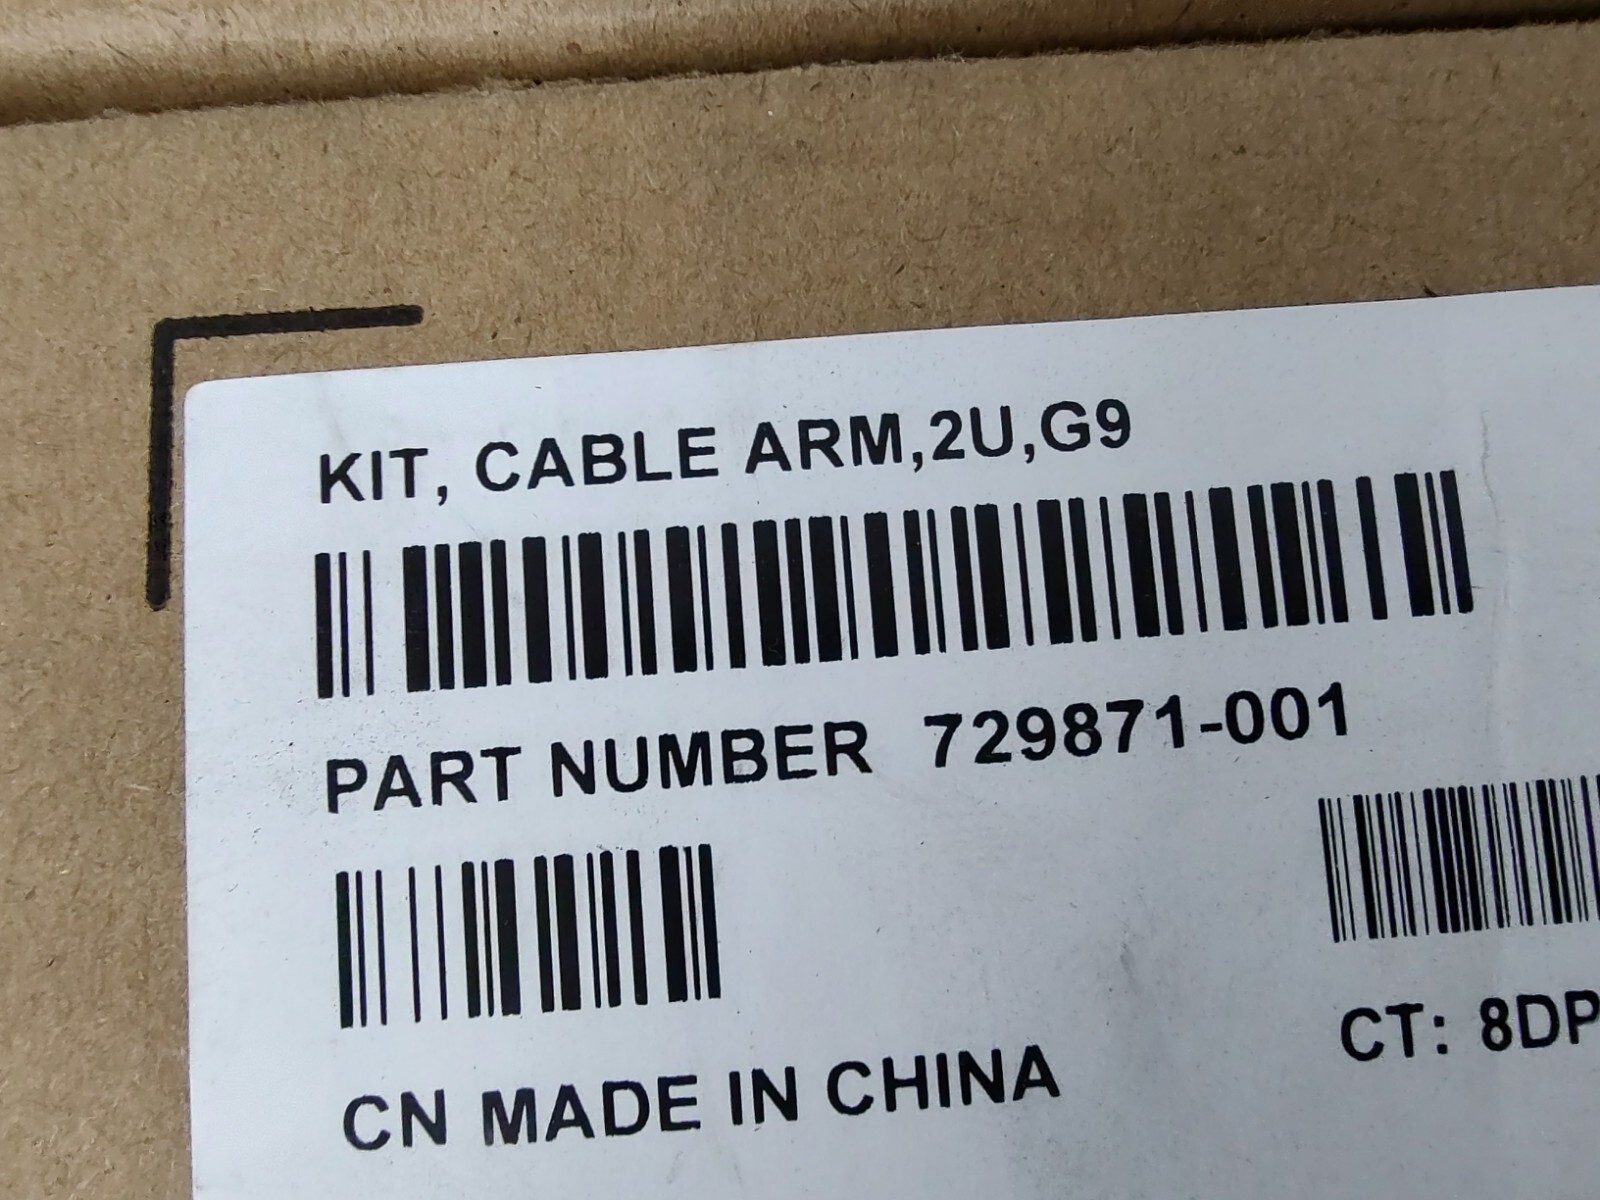 KIT, CABLE ARM,2U,G9
PART NUMBER 729871-001
CT: 8DP
CN MADE IN CHINA